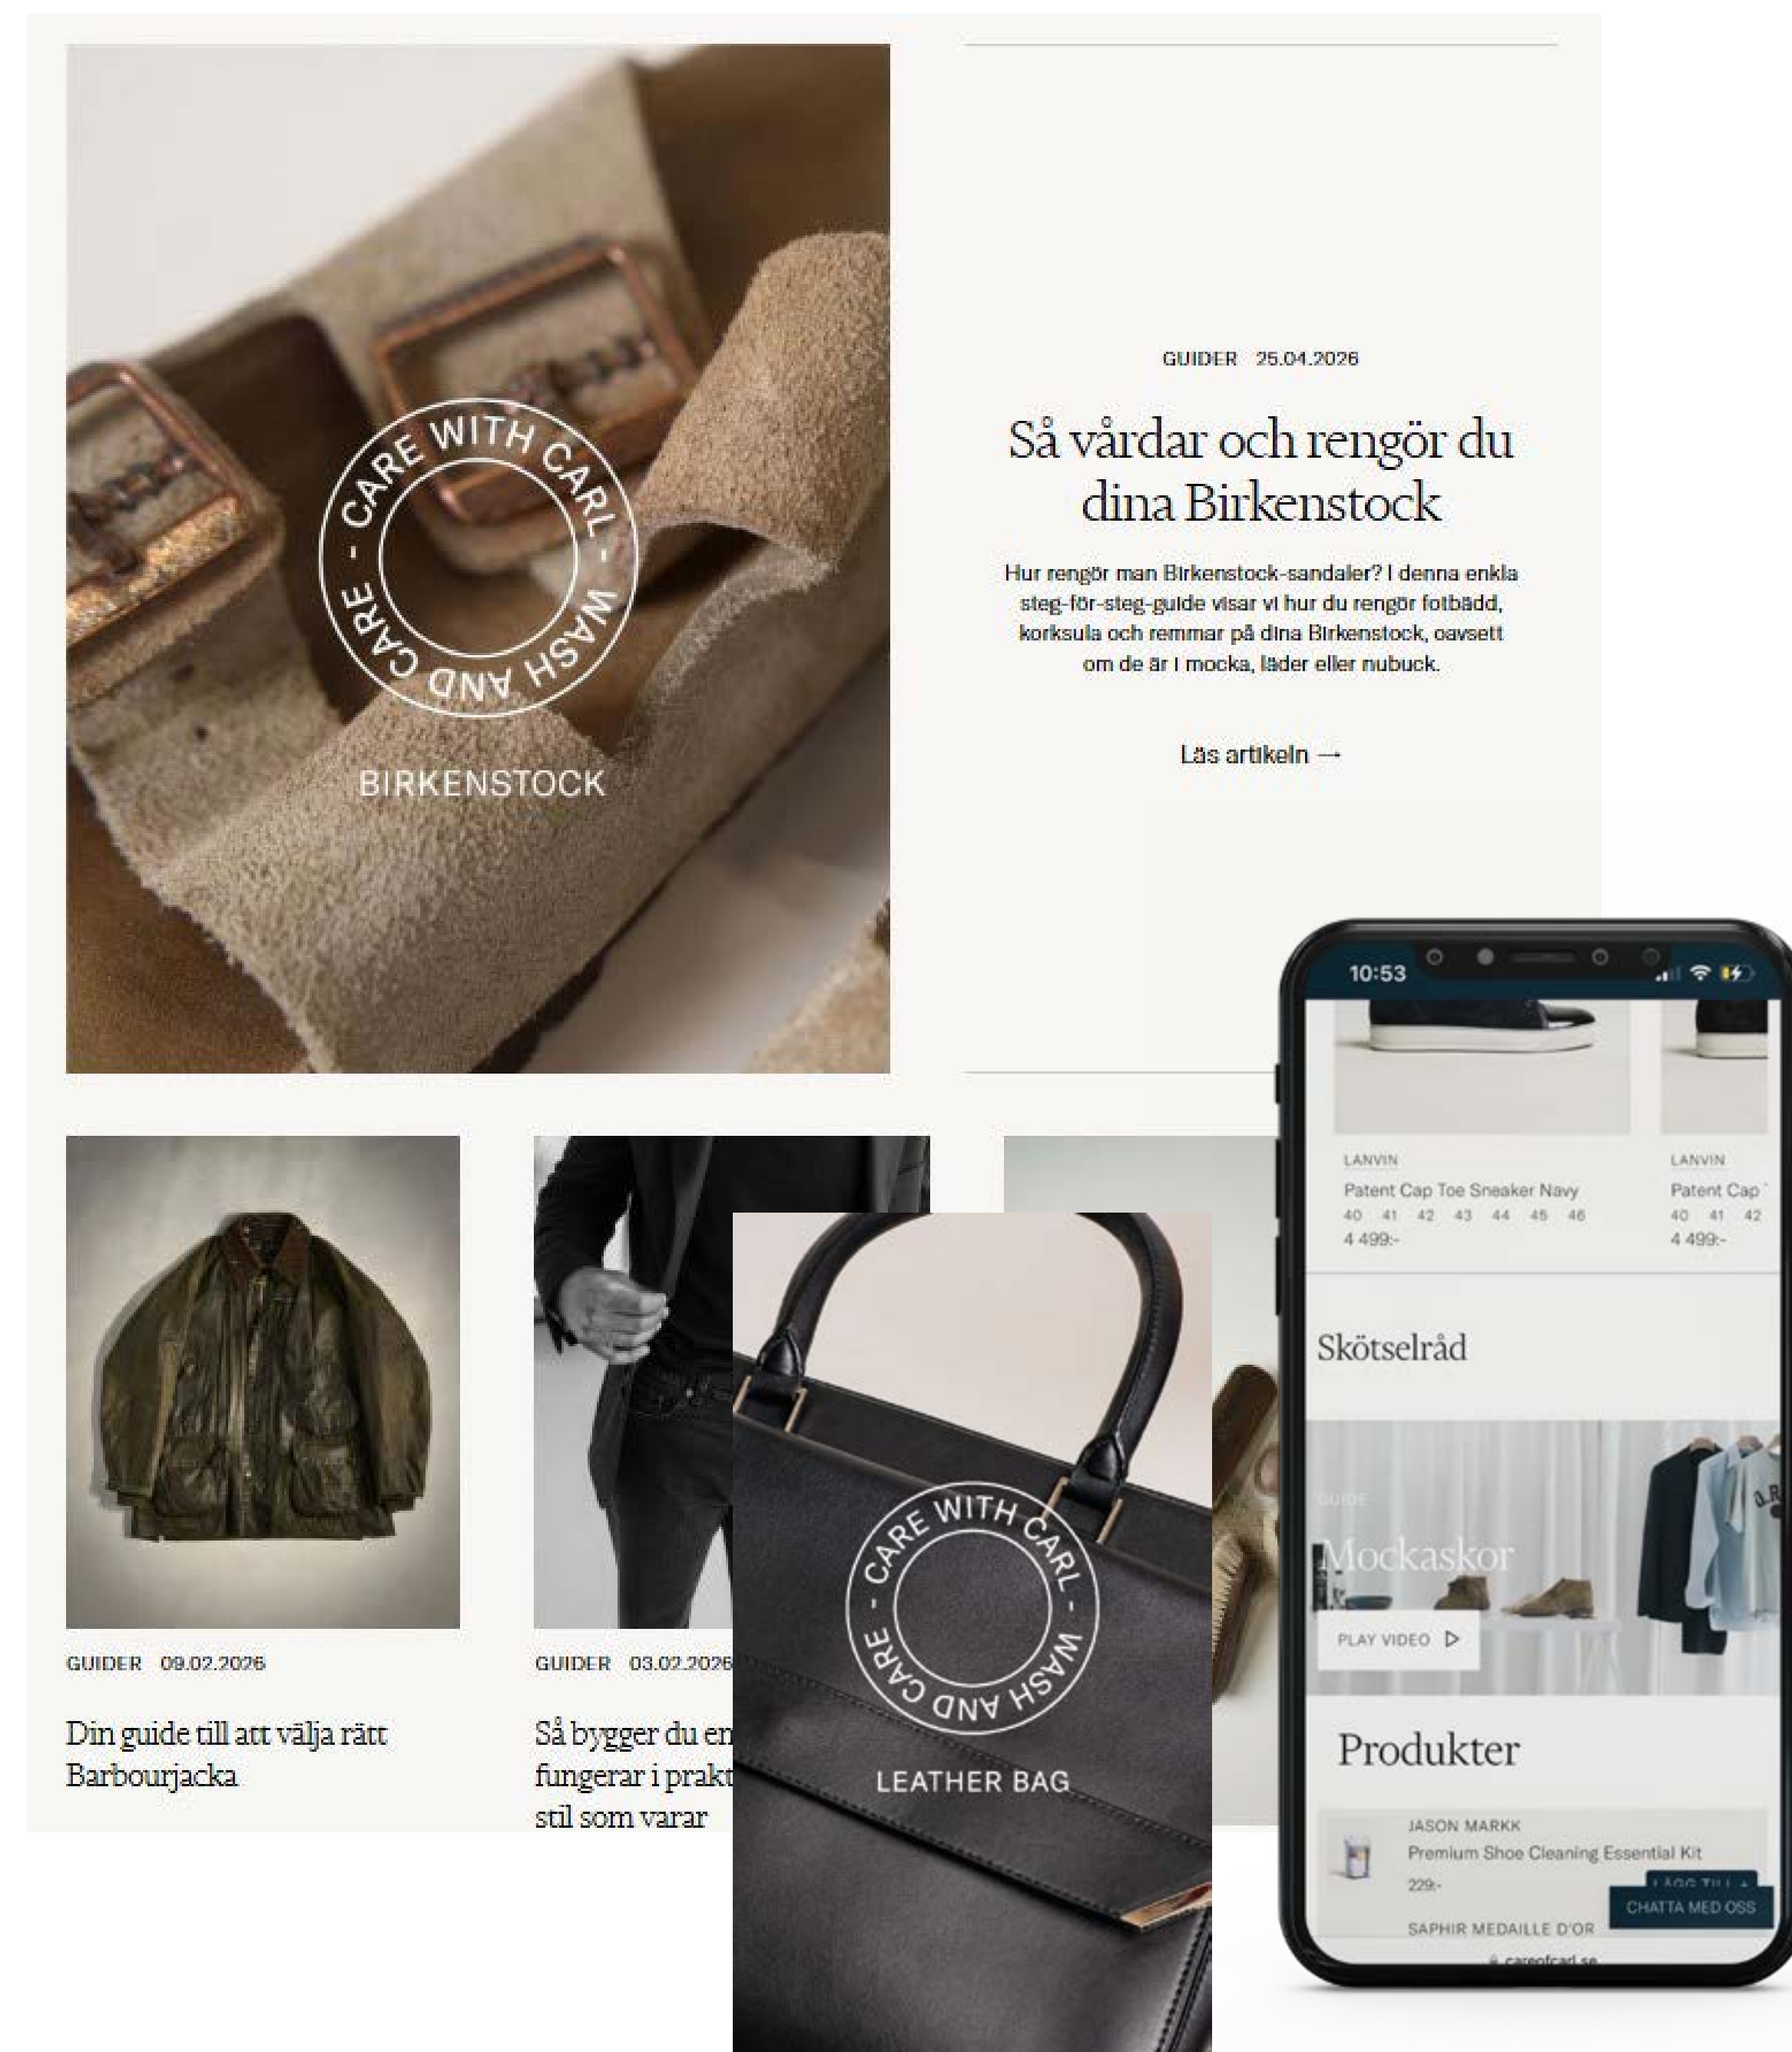 - CARE WITH CARL - WASH AND CARE
BIRKENSTOCK
GUIDER 25.04.2026
Så vårdar och rengör du
dina Birkenstock
Hur rengör man Birkenstock-sandaler? I denna enkla
steg-för-steg-guide visar vi hur du rengör fotbädd,
korksula och remmar på dina Birkenstock, oavsett
om de är i mocka, läder eller nubuck.
Läs artikeln →
GUIDER 09.02.2026
Din guide till att välja rätt
Barbourjacka
GUIDER 03.02.2026
Så bygger du en
fungerar i prakt
stil som varar
- CARE WITH CARL - WASH AND CARE
LEATHER BAG
10:53
LANVIN
Patent Cap Toe Sneaker Navy
40 41 42 43 44 45 46
4 499:-
LANVIN
Patent Cap
40 41 42
4 499:-
Skötselråd
GUIDE
Mockaskor
PLAY VIDEO
Produkter
JASON MARKK
Premium Shoe Cleaning Essential Kit
229:-
LÄGG TILL +
CHATTA MED OSS
SAPHIR MEDAILLE D'OR
careofcarl.se